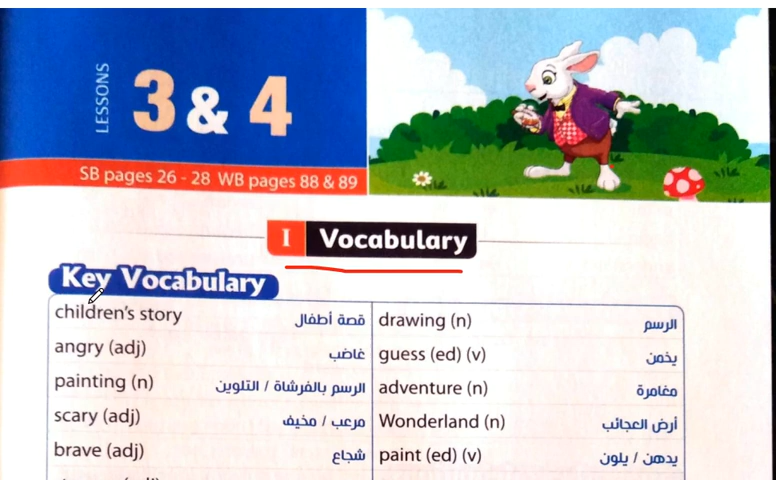 LESSONS
3 & 4
SB pages 26 - 28 WB pages 88 & 89
I Vocabulary
Key Vocabulary
children's story قصة أطفال drawing (n) الرسم
angry (adj) غاضب guess (ed) (v) يخمن
painting (n) الرسم بالفرشاة / التلوين adventure (n) مغامرة
scary (adj) مرعب / مخيف Wonderland (n) أرض العجائب
brave (adj) شجاع paint (ed) (v) يدهن / يلون